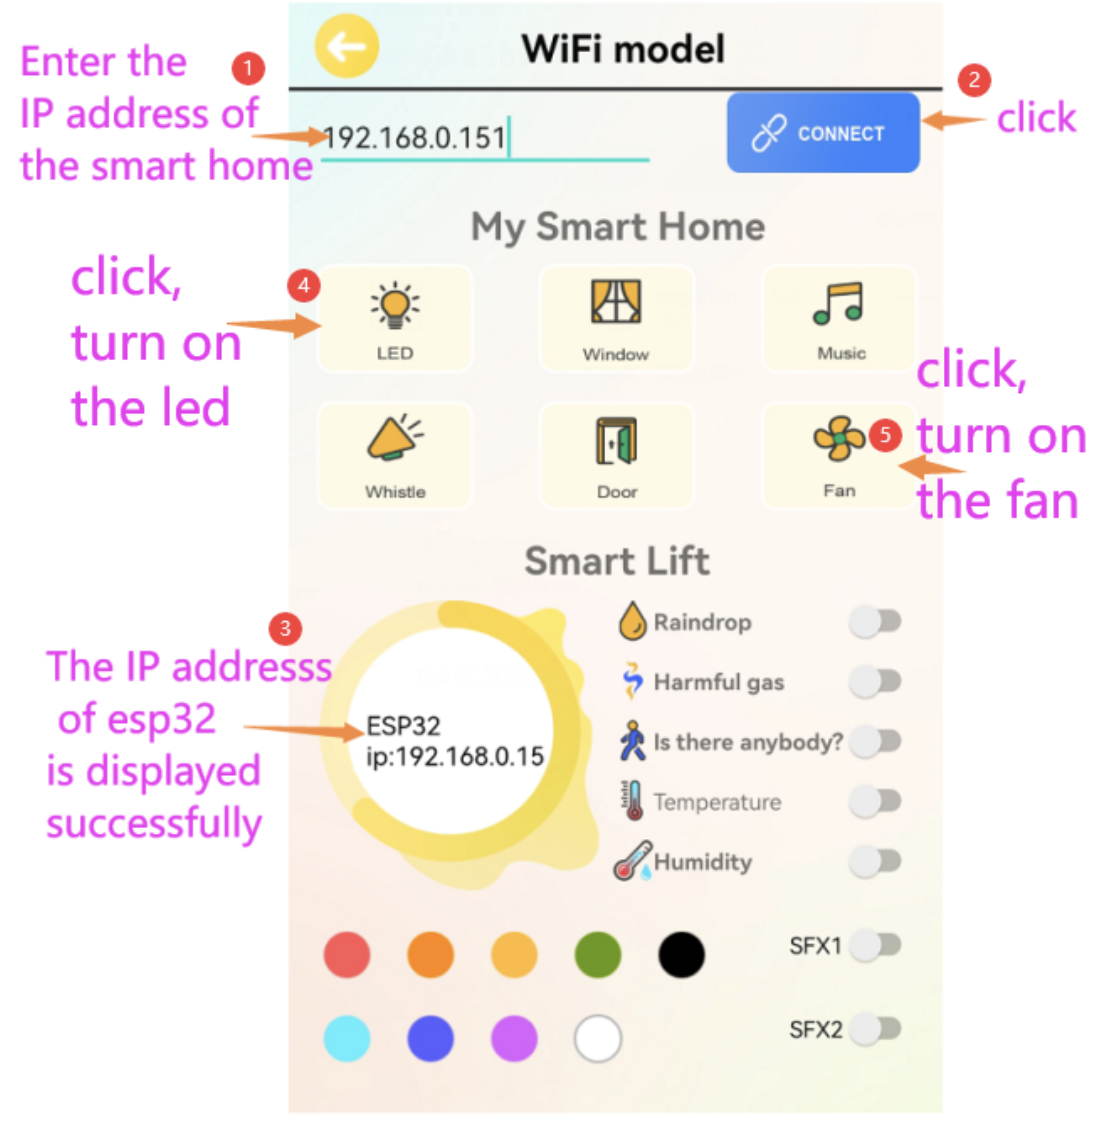 WiFi model
Enter the
1
IP address of
the smart home
192.168.0.151
CONNECT
2
click
My Smart Home
click,
turn on
the led
4
LED
Window
Music
Whistle
Door
Fan
5
click,
turn on
the fan
Smart Lift
3
The IP addresss
of esp32
is displayed
successfully
ESP32
ip:192.168.0.15
Raindrop
Harmful gas
Is there anybody?
Temperature
Humidity
SFX1
SFX2